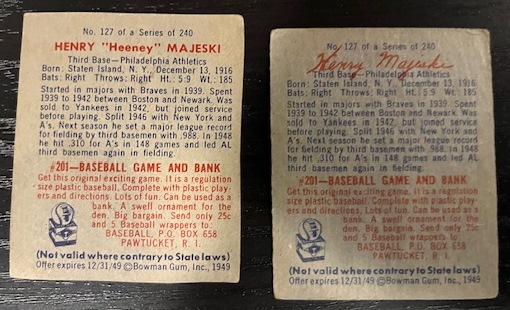 No. 127 of a Series of 240
HENRY "Heeney" MAJESKI
Third Base—Philadelphia Athletics
Born: Staten Island, N. Y., December 13, 1916
Bats: Right Throws: Right Ht.: 5:9 Wt.: 185
Started in majors with Braves in 1939. Spent
1939 to 1942 between Boston and Newark. Was
sold to Yankees in 1942, but joined service
before playing. Split 1946 with New York and
A's. Next season he set a major league record
for fielding by third basemen with .988. In 1948
he hit .310 for A's in 148 games and led AL
third basemen again in fielding.
#201—BASEBALL GAME AND BANK
Get this original exciting game. It is a regulation
size plastic baseball. Complete with plastic play-
ers and directions. Lots of fun. Can be used as a
bank. A swell ornament for
the den. Big bargain. Send only 25c
and 5 Baseball wrappers to:
BASEBALL, P.O. BOX 658
PAWTUCKET, R. I.
(Not valid where contrary to State laws)
Offer expires 12/31/49 ©Bowman Gum, Inc., 1949
No. 127 of a Series of 240
Henry Majeski
Third Base—Philadelphia Athletics
Born: Staten Island, N. Y., December 13, 1916
Bats: Right Throws: Right Ht.: 5:9 Wt.: 185
Started in majors with Braves in 1939. Spent
1939 to 1942 between Boston and Newark. Was
sold to Yankees in 1942, but joined service
before playing. Split 1946 with New York and
A's. Next season he set a major league record
for fielding by third basemen with .988. In 1948
he hit .310 for A's in 148 games and led AL
third basemen again in fielding.
#201—BASEBALL GAME AND BANK
Get this original exciting game. It is a regulation
size plastic baseball. Complete with plastic play-
ers and directions. Lots of fun. Can be used as a
bank. A swell ornament for
the den. Big bargain. Send only 25c
and 5 Baseball wrappers to:
BASEBALL, P.O. BOX 658
PAWTUCKET, R. I.
(Not valid where contrary to State laws)
Offer expires 12/31/49 ©Bowman Gum, Inc., 1949